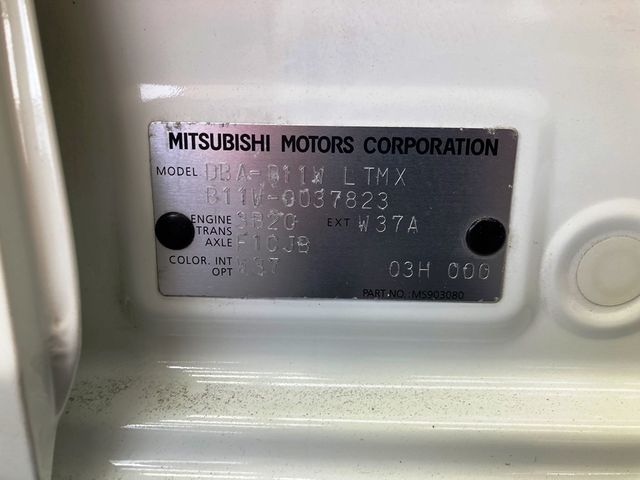 MITSUBISHI MOTORS CORPORATION
MODEL DBA-B11W LTMX
B11W-0037823
ENGINE 3B20 EXT W37A
TRANS
AXLE F1CJB
COLOR. INT W37
OPT 03H 000
PART NO. MS903080